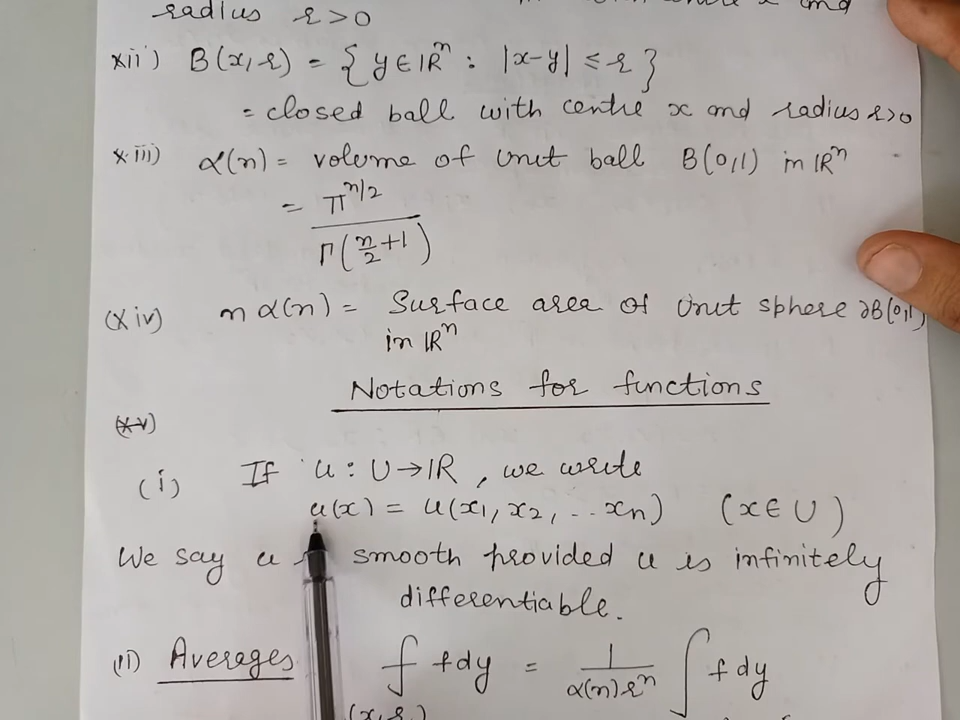 radius r>0
xii) B(x,r) = {y∈ℝⁿ : |x-y| ≤ r}
= closed ball with centre x and radius r>0
xiii) α(n) = volume of unit ball B(0,1) in ℝⁿ
= π^{n/2} / Γ(n/2 + 1)
(xiv) nα(n) = Surface area of unit sphere ∂B(0,1)
in ℝⁿ
Notations for functions
(xv)
(i) If u : U→ℝ, we write
u(x) = u(x₁, x₂, .. xₙ) (x∈U)
We say u is smooth provided u is infinitely
differentiable.
(ii) Averages ⨍ f dy = 1/(α(n)rⁿ) ∫ f dy
(x,r)